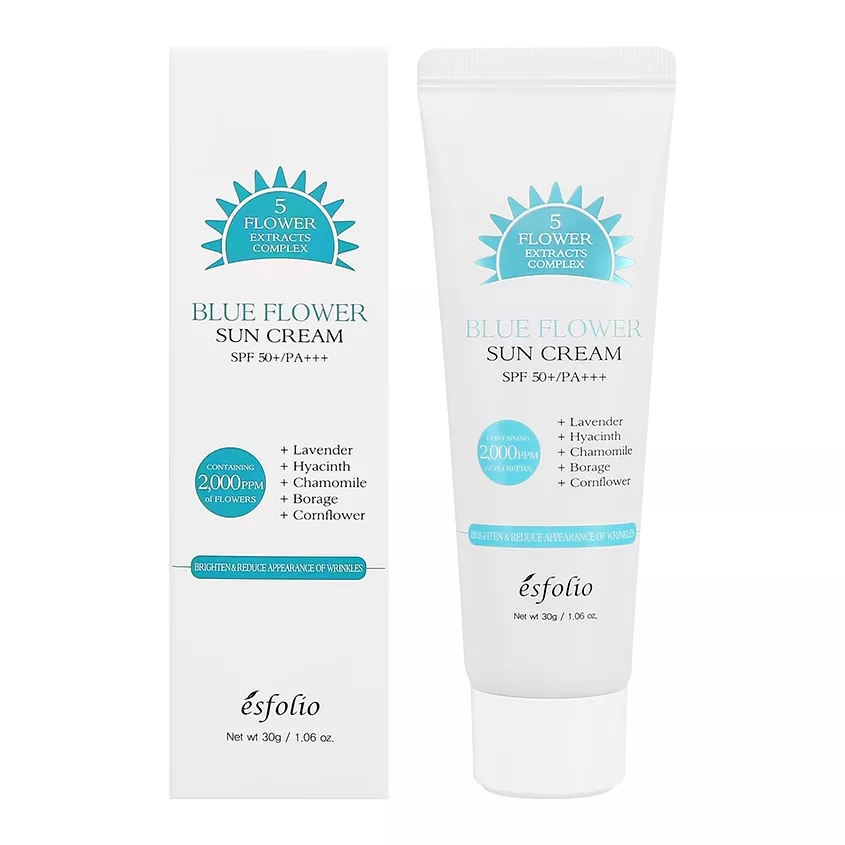 5
FLOWER
EXTRACTS
COMPLEX
BLUE FLOWER
SUN CREAM
SPF 50+/PA+++
CONTAINING
2,000PPM
of FLOWERS
+ Lavender
+ Hyacinth
+ Chamomile
+ Borage
+ Cornflower
BRIGHTEN & REDUCE APPEARANCE OF WRINKLES
ésfolio
Net wt 30g / 1.06 oz.
5
FLOWER
EXTRACTS
COMPLEX
BLUE FLOWER
SUN CREAM
SPF 50+/PA+++
CONTAINING
2,000PPM
of FLOWERS
+ Lavender
+ Hyacinth
+ Chamomile
+ Borage
+ Cornflower
BRIGHTEN & REDUCE APPEARANCE OF WRINKLES
ésfolio
Net wt 30g / 1.06 oz.